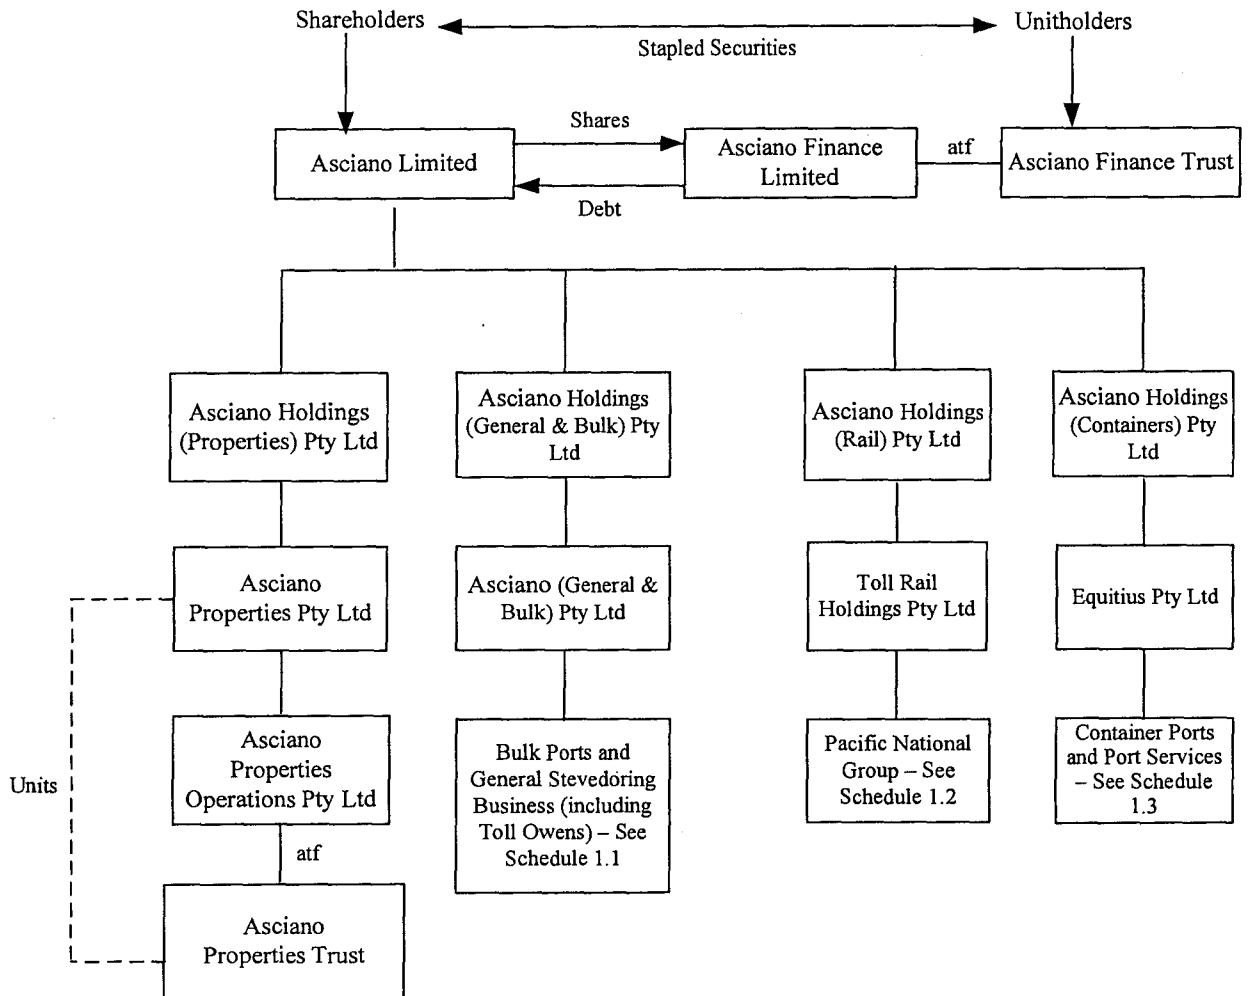 Shareholders
Unitholders
Stapled Securities
Asciano Limited
Shares
Debt
Asciano Finance
Limited
atf
Asciano Finance Trust
Asciano Holdings
(Properties) Pty Ltd
Asciano Holdings
(General & Bulk) Pty
Ltd
Asciano Holdings
(Rail) Pty Ltd
Asciano Holdings
(Containers) Pty
Ltd
Asciano
Properties Pty Ltd
Asciano (General &
Bulk) Pty Ltd
Toll Rail
Holdings Pty Ltd
Equitius Pty Ltd
Units
Asciano
Properties
Operations Pty Ltd
Bulk Ports and
General Stevedoring
Business (including
Toll Owens) – See
Schedule 1.1
Pacific National
Group – See
Schedule 1.2
Container Ports
and Port Services
– See Schedule
1.3
atf
Asciano
Properties Trust